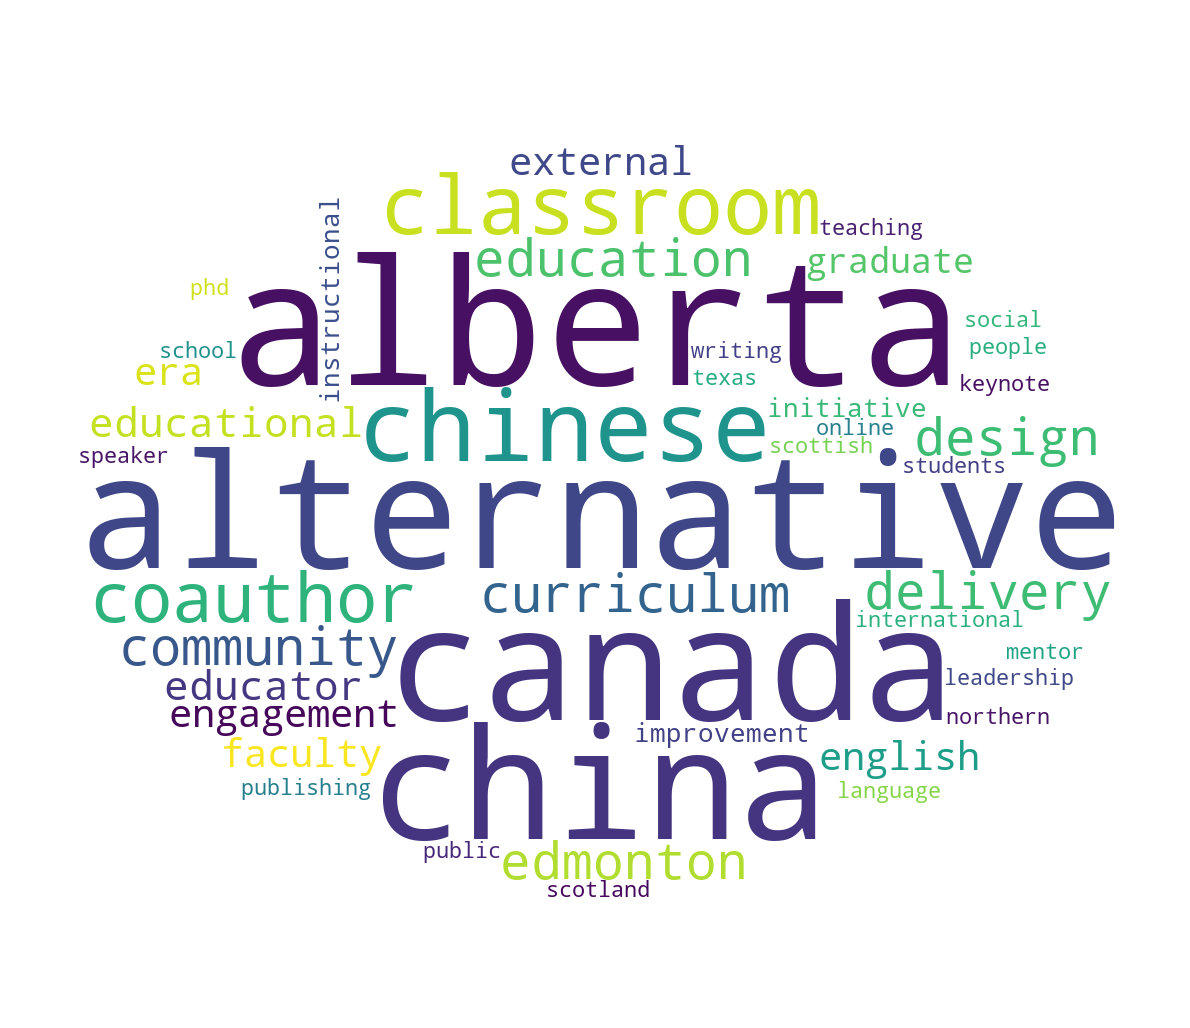 external
classroom
teaching
instructional
education
graduate
phd
alberta
social
school
writing
people
era
texas
keynote
chinese
initiative
educational
online
design
scottish
speaker
students
alternative
coauthor
curriculum
delivery
international
community
canada
mentor
educator
leadership
engagement
northern
improvement
faculty
english
china
publishing
language
public
edmonton
scotland